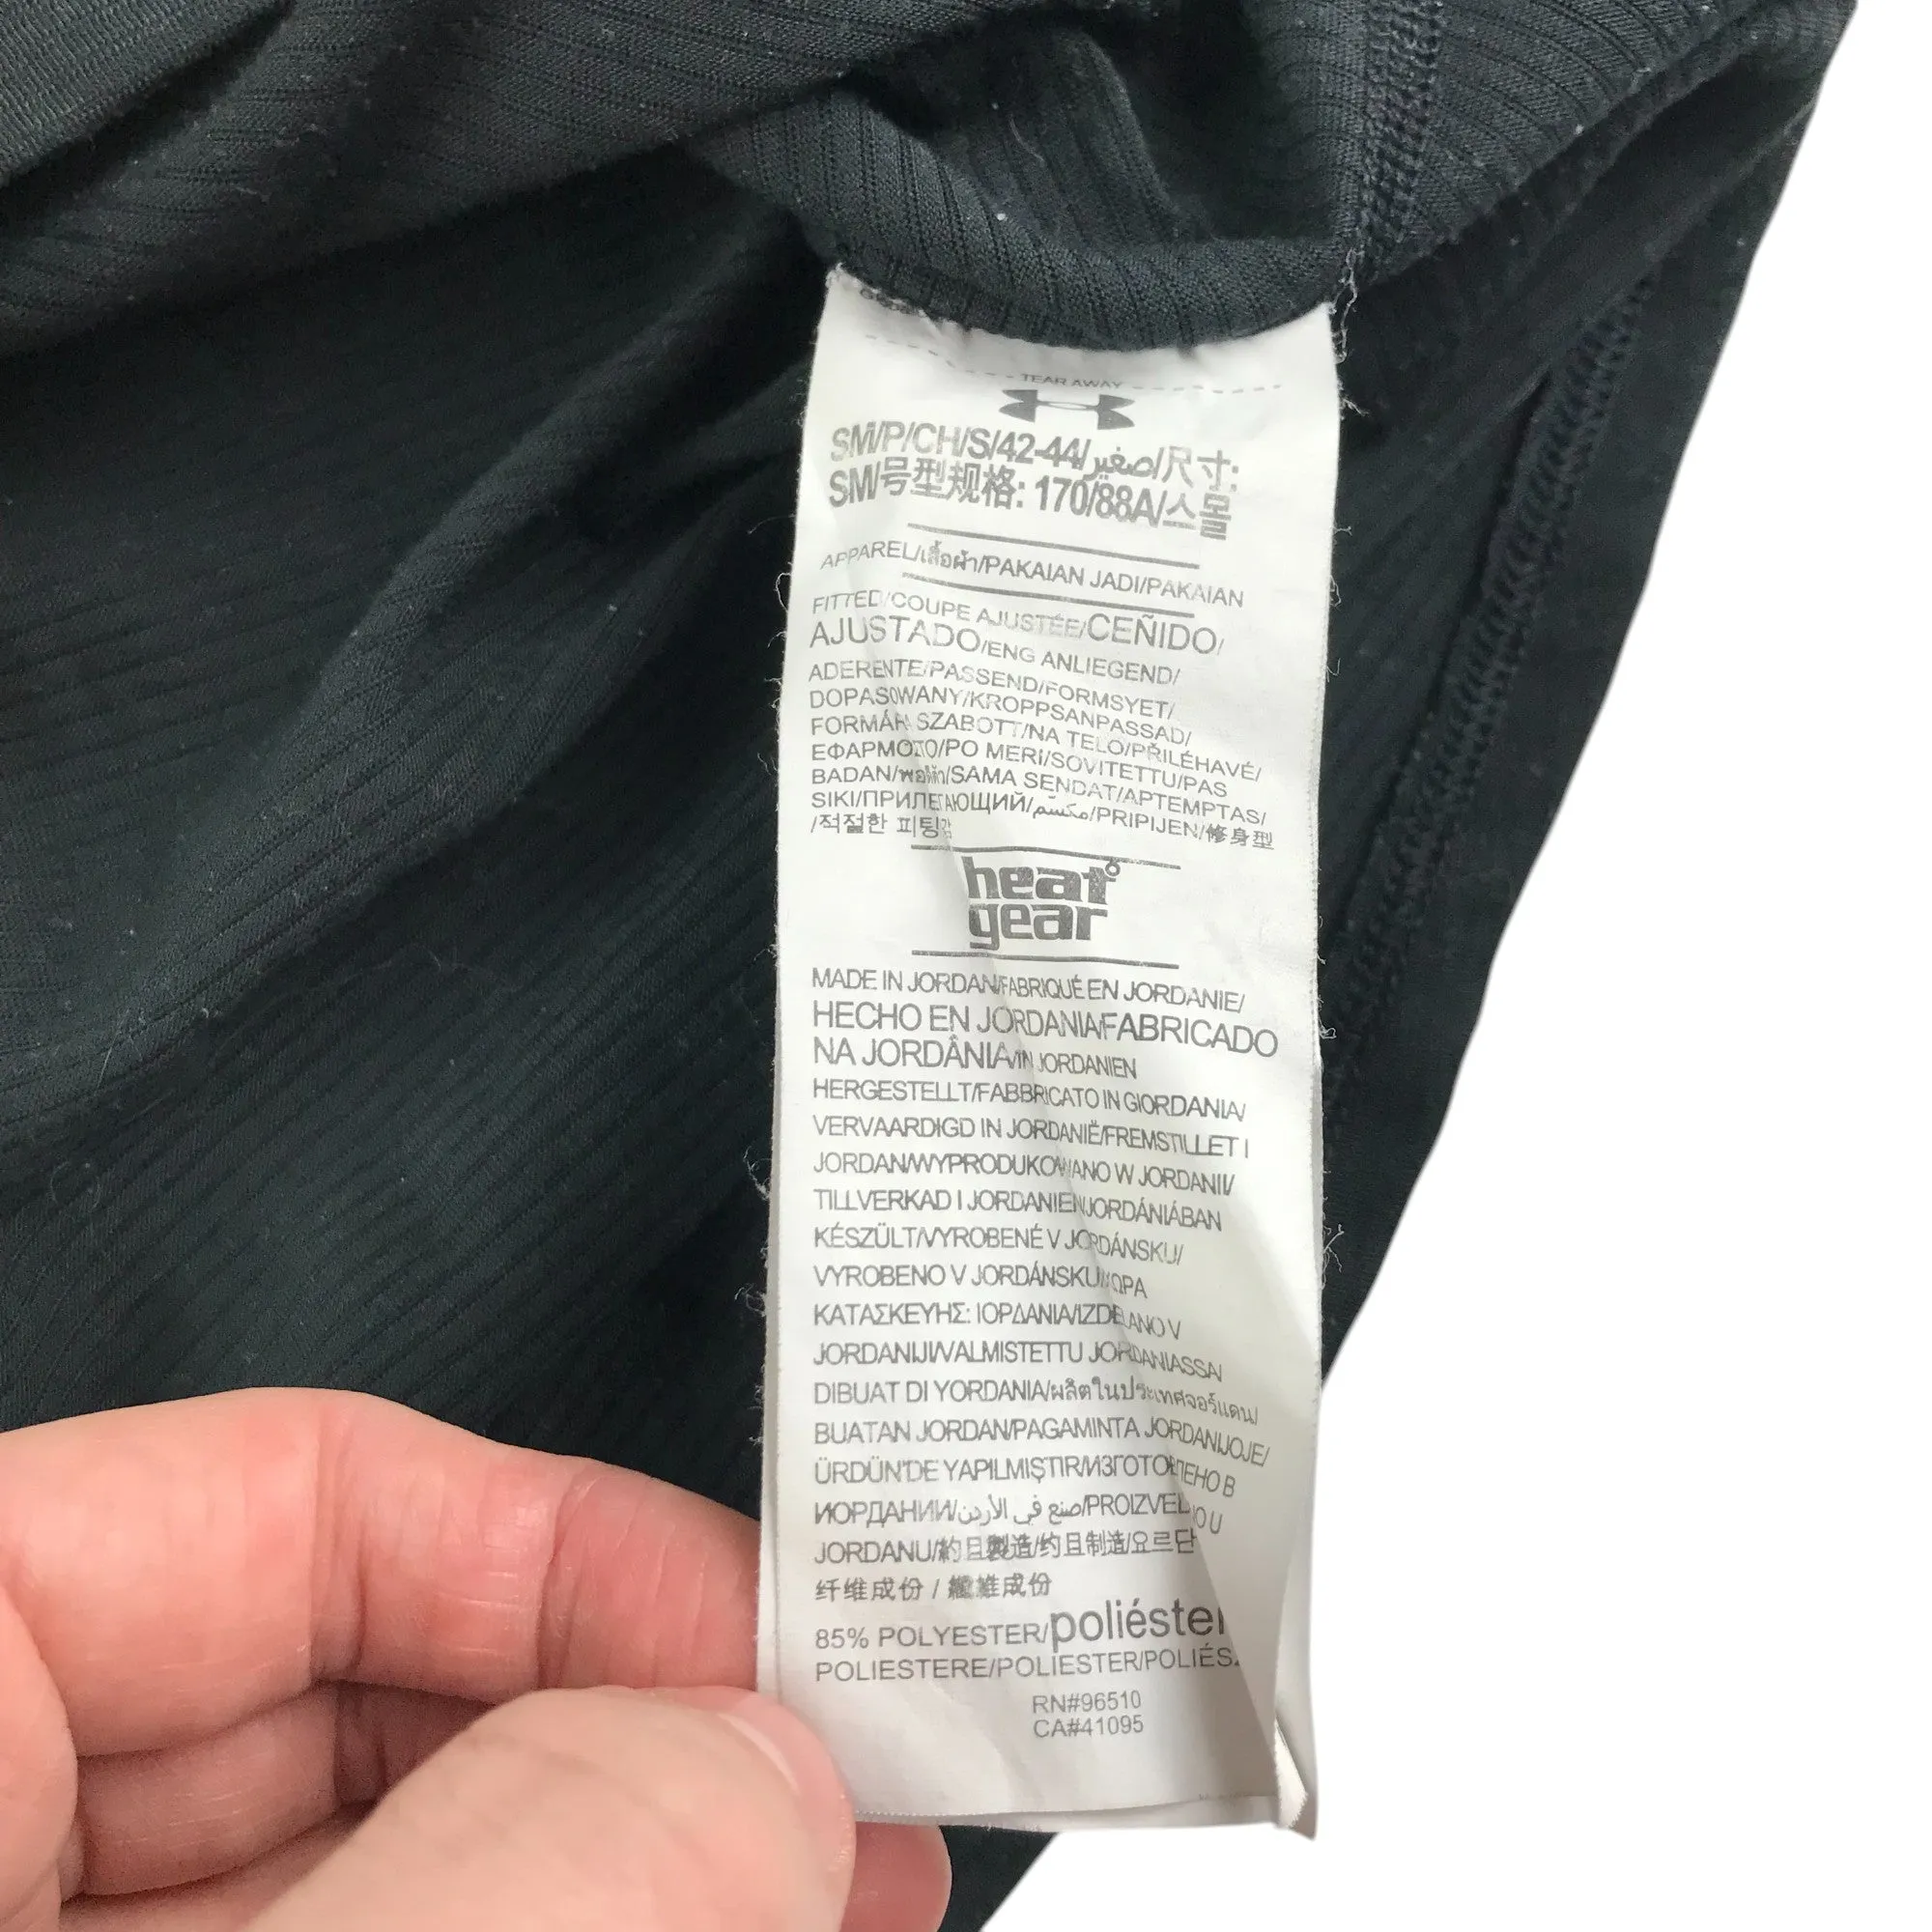 TEAR AWAY
SM/P/CH/S/42-44/صغير/尺寸:
SM/号型规格: 170/88A/스몰
APPAREL/เสื้อผ้า/PAKAIAN JADI/PAKAIAN
FITTED/COUPE AJUSTÉE/CEÑIDO/
AJUSTADO/ENG ANLIEGEND/
ADERENTE/PASSEND/FORMSYET/
DOPASOWANY/KROPPSANPASSAD/
FORMÁRA SZABOTT/NA TELO/PŘILÉHAVÉ/
ΕΦΑΡΜΟΣΤΟ/PO MERI/SOVITETTU/PAS
BADAN/พอดีตัว/SAMA SENDAT/APTEMPTAS/
SIKI/ПРИЛЕГАЮЩИЙ/مكسّم/PRIPIJEN/修身型
/적절한 피팅감
heat
gear
MADE IN JORDAN/FABRIQUÉ EN JORDANIE/
HECHO EN JORDANIA/FABRICADO
NA JORDÂNIA/IN JORDANIEN
HERGESTELLT/FABBRICATO IN GIORDANIA/
VERVAARDIGD IN JORDANIË/FREMSTILLET I
JORDAN/WYPRODUKOWANO W JORDANII/
TILLVERKAD I JORDANIEN/JORDÁNIÁBAN
KÉSZÜLT/VYROBENÉ V JORDÁNSKU/
VYROBENO V JORDÁNSKU/ΧΩΡΑ
ΚΑΤΑΣΚΕΥΗΣ: ΙΟΡΔΑΝΙΑ/IZDELANO V
JORDANIJI/VALMISTETTU JORDANIASSA/
DIBUAT DI YORDANIA/ผลิตในประเทศจอร์แดน/
BUATAN JORDAN/PAGAMINTA JORDANIJOJE/
ÜRDÜN'DE YAPILMIŞTIR/ИЗГОТОВЛЕНО В
ИОРДАНИИ/صنع في الأردن/PROIZVEDENO U
JORDANU/約旦製造/约旦制造/요르단
纤维成份 / 纖維成份
85% POLYESTER/poliéster
POLIESTERE/POLIESTER/POLIÉSZ
RN#96510
CA#41095